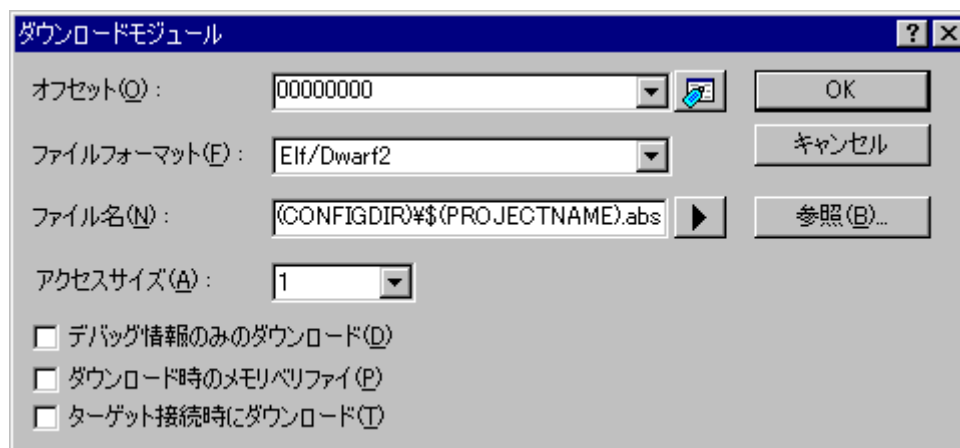 ダウンロードモジュール
オフセット(O) : 00000000 OK
ファイルフォーマット(F) : Elf/Dwarf2 キャンセル
ファイル名(N) : (CONFIGDIR)¥$(PROJECTNAME).abs 参照(B)...
アクセスサイズ(A) : 1
デバッグ情報のみのダウンロード(D)
ダウンロード時のメモリベリファイ(P)
ターゲット接続時にダウンロード(T)